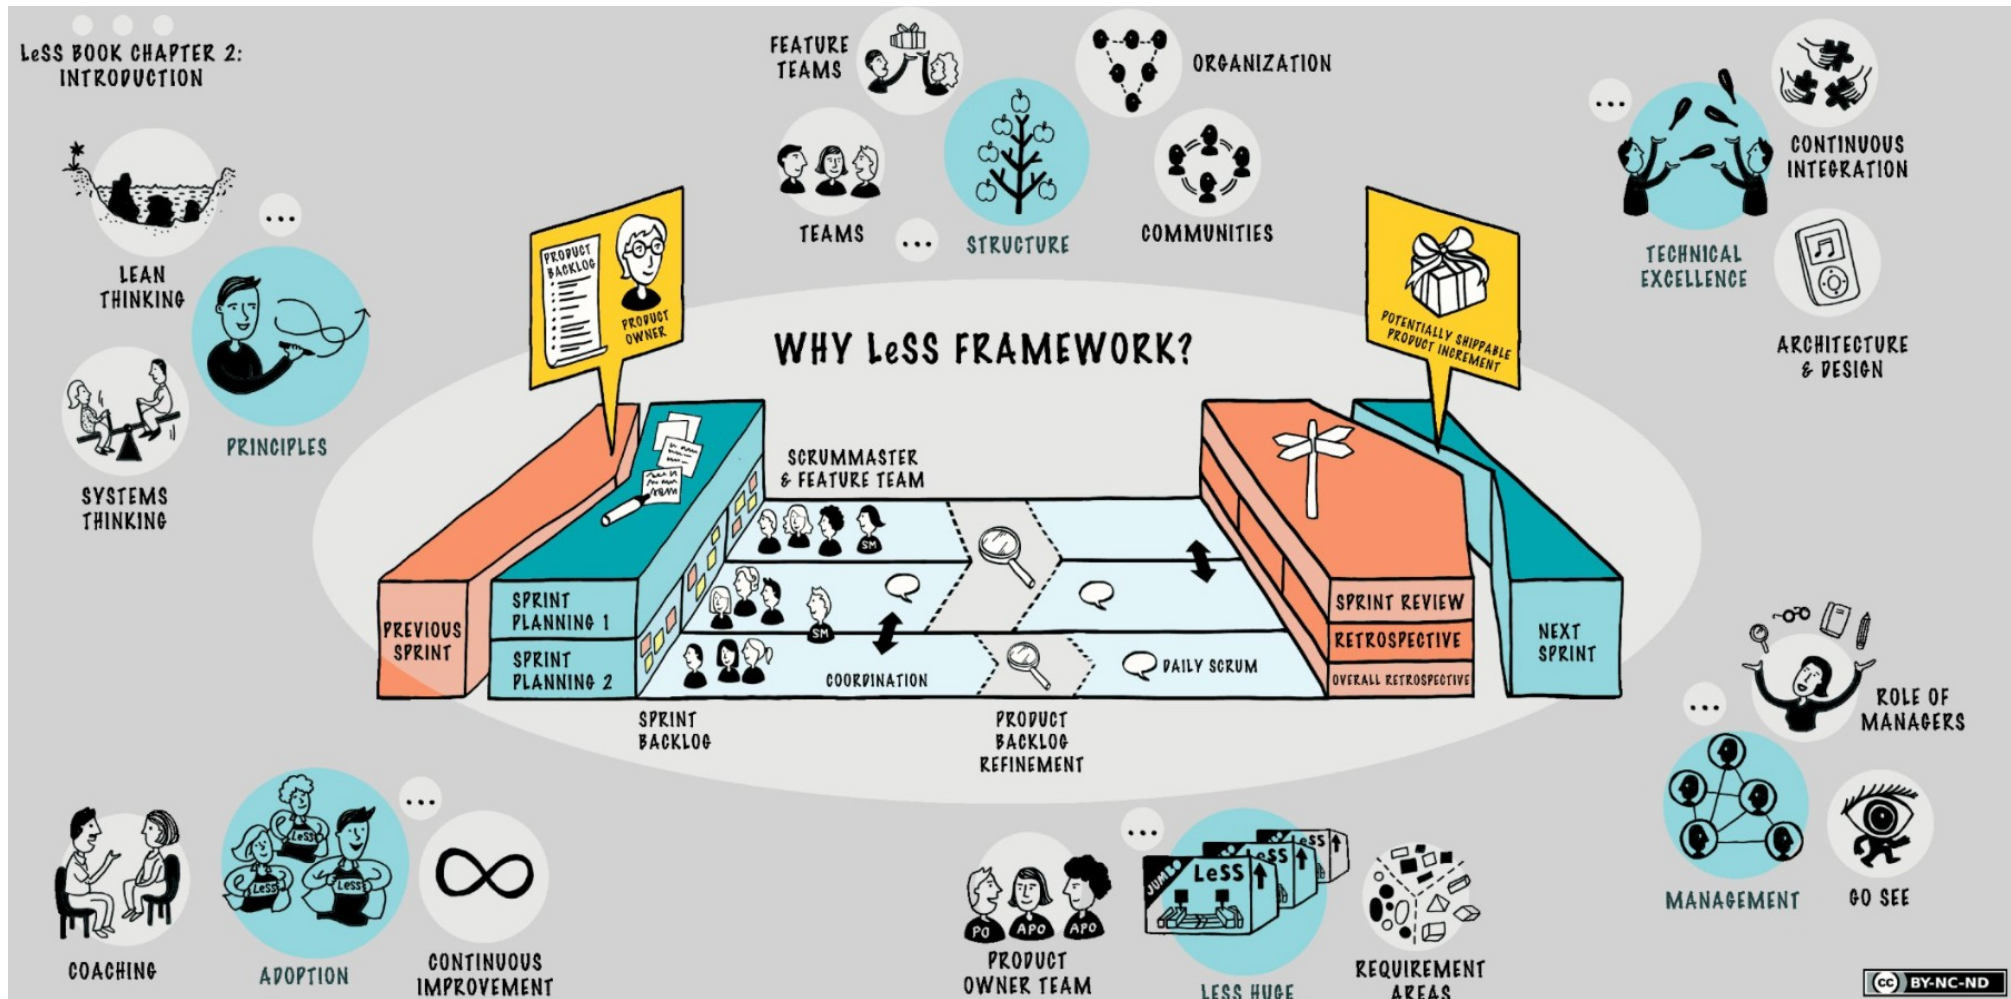 LeSS BOOK CHAPTER 2:
INTRODUCTION
LEAN
THINKING
SYSTEMS
THINKING
PRINCIPLES
FEATURE
TEAMS
TEAMS
STRUCTURE
ORGANIZATION
COMMUNITIES
CONTINUOUS
INTEGRATION
TECHNICAL
EXCELLENCE
ARCHITECTURE
& DESIGN
WHY LeSS FRAMEWORK?
PRODUCT
BACKLOG
PRODUCT
OWNER
POTENTIALLY SHIPPABLE
PRODUCT INCREMENT
SCRUMMASTER
& FEATURE TEAM
SM
SM
PREVIOUS
SPRINT
SPRINT
PLANNING 1
SPRINT
PLANNING 2
COORDINATION
DAILY SCRUM
SPRINT REVIEW
RETROSPECTIVE
OVERALL RETROSPECTIVE
NEXT
SPRINT
SPRINT
BACKLOG
PRODUCT
BACKLOG
REFINEMENT
ROLE OF
MANAGERS
MANAGEMENT
GO SEE
COACHING
LeSS
LeSS
LeSS
ADOPTION
CONTINUOUS
IMPROVEMENT
PO
APO
APO
PRODUCT
OWNER TEAM
JUMBO
LeSS
LESS HUGE
REQUIREMENT
AREAS
cc BY-NC-ND